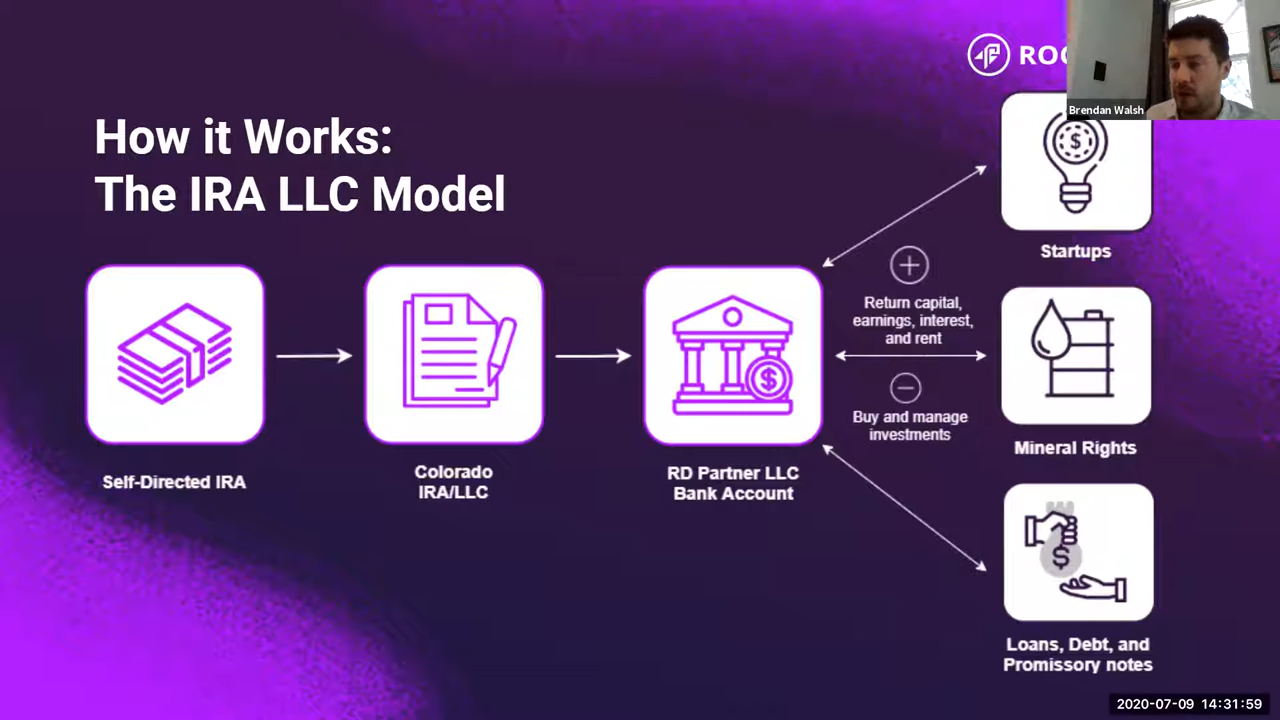 Brendan Walsh
How it Works:
The IRA LLC Model
Startups
Return capital,
earnings, interest,
and rent
Buy and manage
investments
Self-Directed IRA
Colorado
IRA/LLC
RD Partner LLC
Bank Account
Mineral Rights
Loans, Debt, and
Promissory notes
2020-07-09 14:31:59